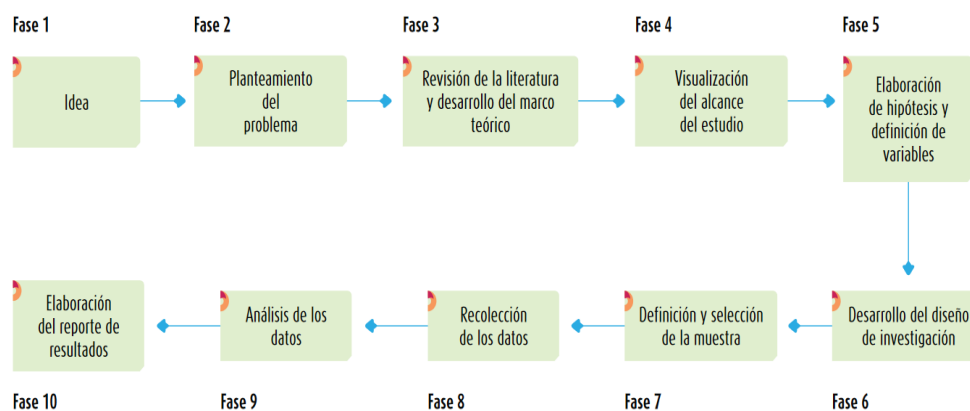 Fase 1
Fase 2
Fase 3
Fase 4
Fase 5
Idea
Planteamiento
del
problema
Revisión de la literatura
y desarrollo del marco
teórico
Visualización
del alcance
del estudio
Elaboración
de hipótesis y
definición de
variables
Elaboración
del reporte de
resultados
Análisis de los
datos
Recolección
de los datos
Definición y selección
de la muestra
Desarrollo del diseño
de investigación
Fase 10
Fase 9
Fase 8
Fase 7
Fase 6